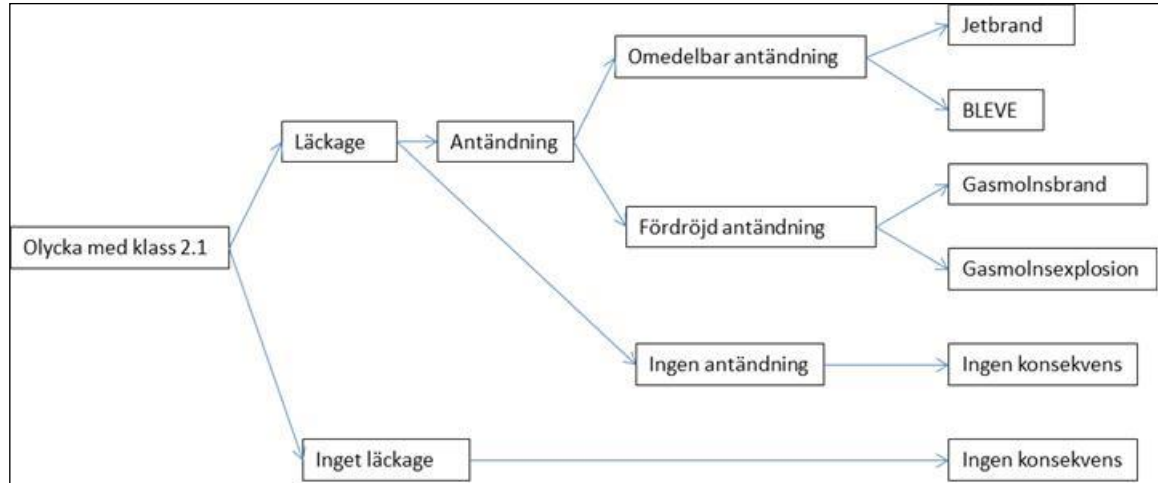 Jetbrand
Omedelbar antändning
BLEVE
Läckage
Antändning
Gasmolnsbrand
Fördröjd antändning
Olycka med klass 2.1
Gasmolnsexplosion
Ingen antändning
Ingen konsekvens
Inget läckage
Ingen konsekvens